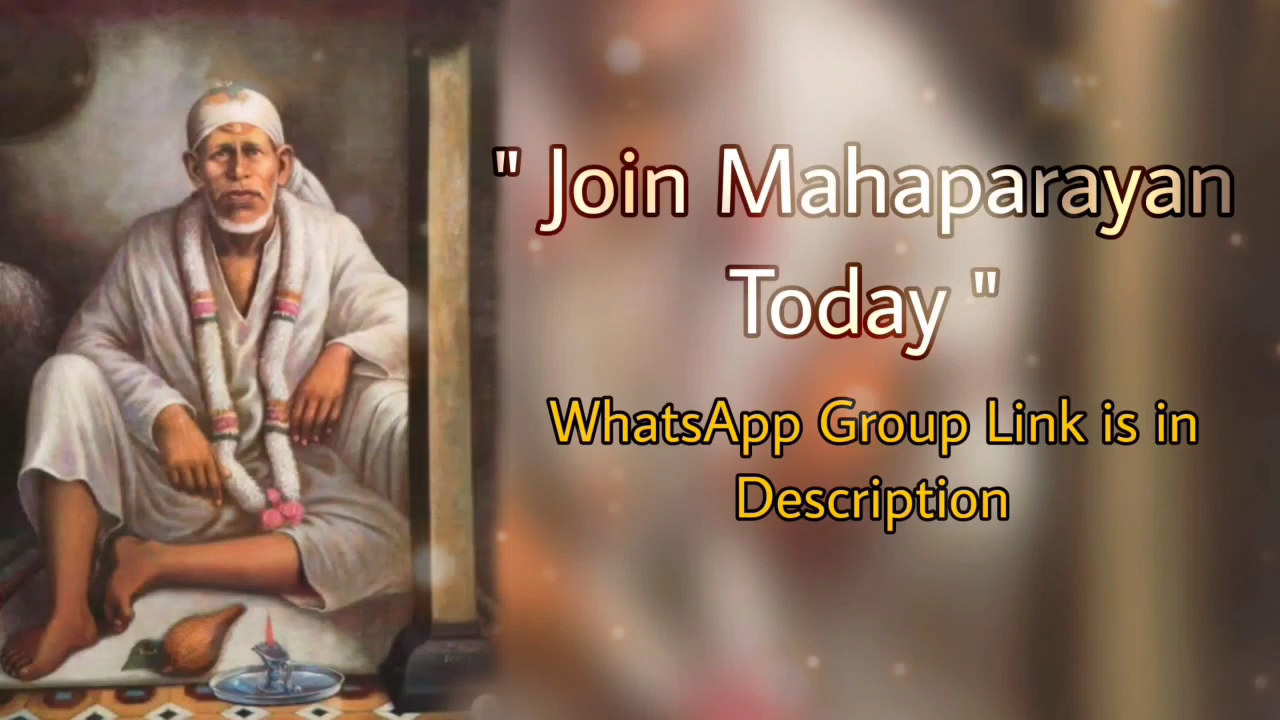 " Join Mahaparayan
Today "
WhatsApp Group Link is in
Description